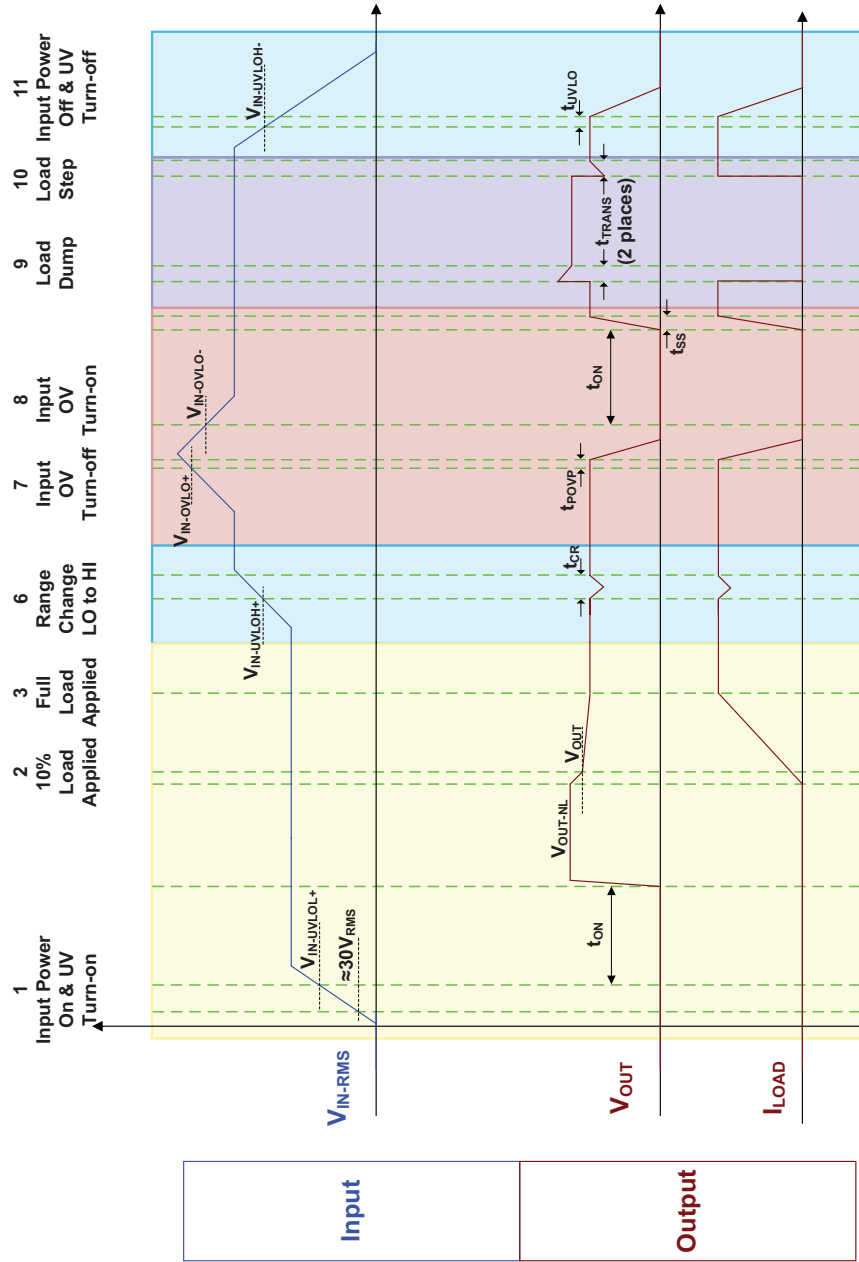 1
Input Power
On & UV
Turn-on
2
10%
Load
Applied
3
Full
Load
Applied
6
Range
Change
LO to HI
7
Input
OV
Turn-off
8
Input
OV
Turn-on
9
Load
Dump
10
Load
Step
11
Input Power
Off & UV
Turn-off
Input
VIN-RMS
≈30VRMS
VIN-UVLOL+
VIN-UVLOH+
VIN-OVLO+
VIN-OVLO-
VIN-UVLOH-
Output
VOUT
tON
VOUT-NL
VOUT
tCR
tPOVP
tON
tSS
tTRANS
(2 places)
tUVLO
ILOAD